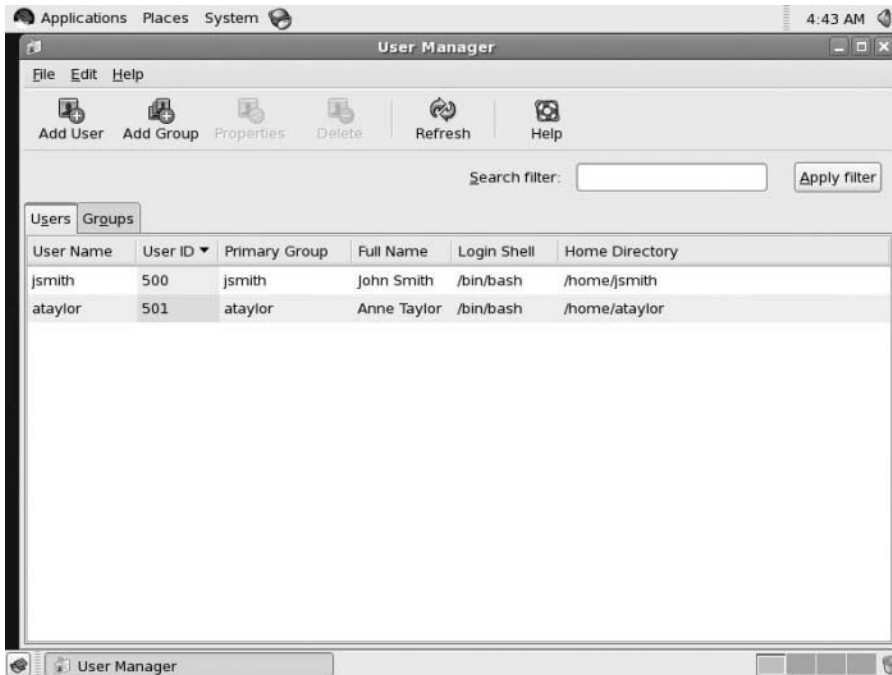 Applications Places System 4:43 AM
User Manager
File Edit Help
Add User Add Group Properties Delete Refresh Help
Search filter: Apply filter
Users Groups
User Name User ID Primary Group Full Name Login Shell Home Directory
jsmith 500 jsmith John Smith /bin/bash /home/jsmith
ataylor 501 ataylor Anne Taylor /bin/bash /home/ataylor
User Manager